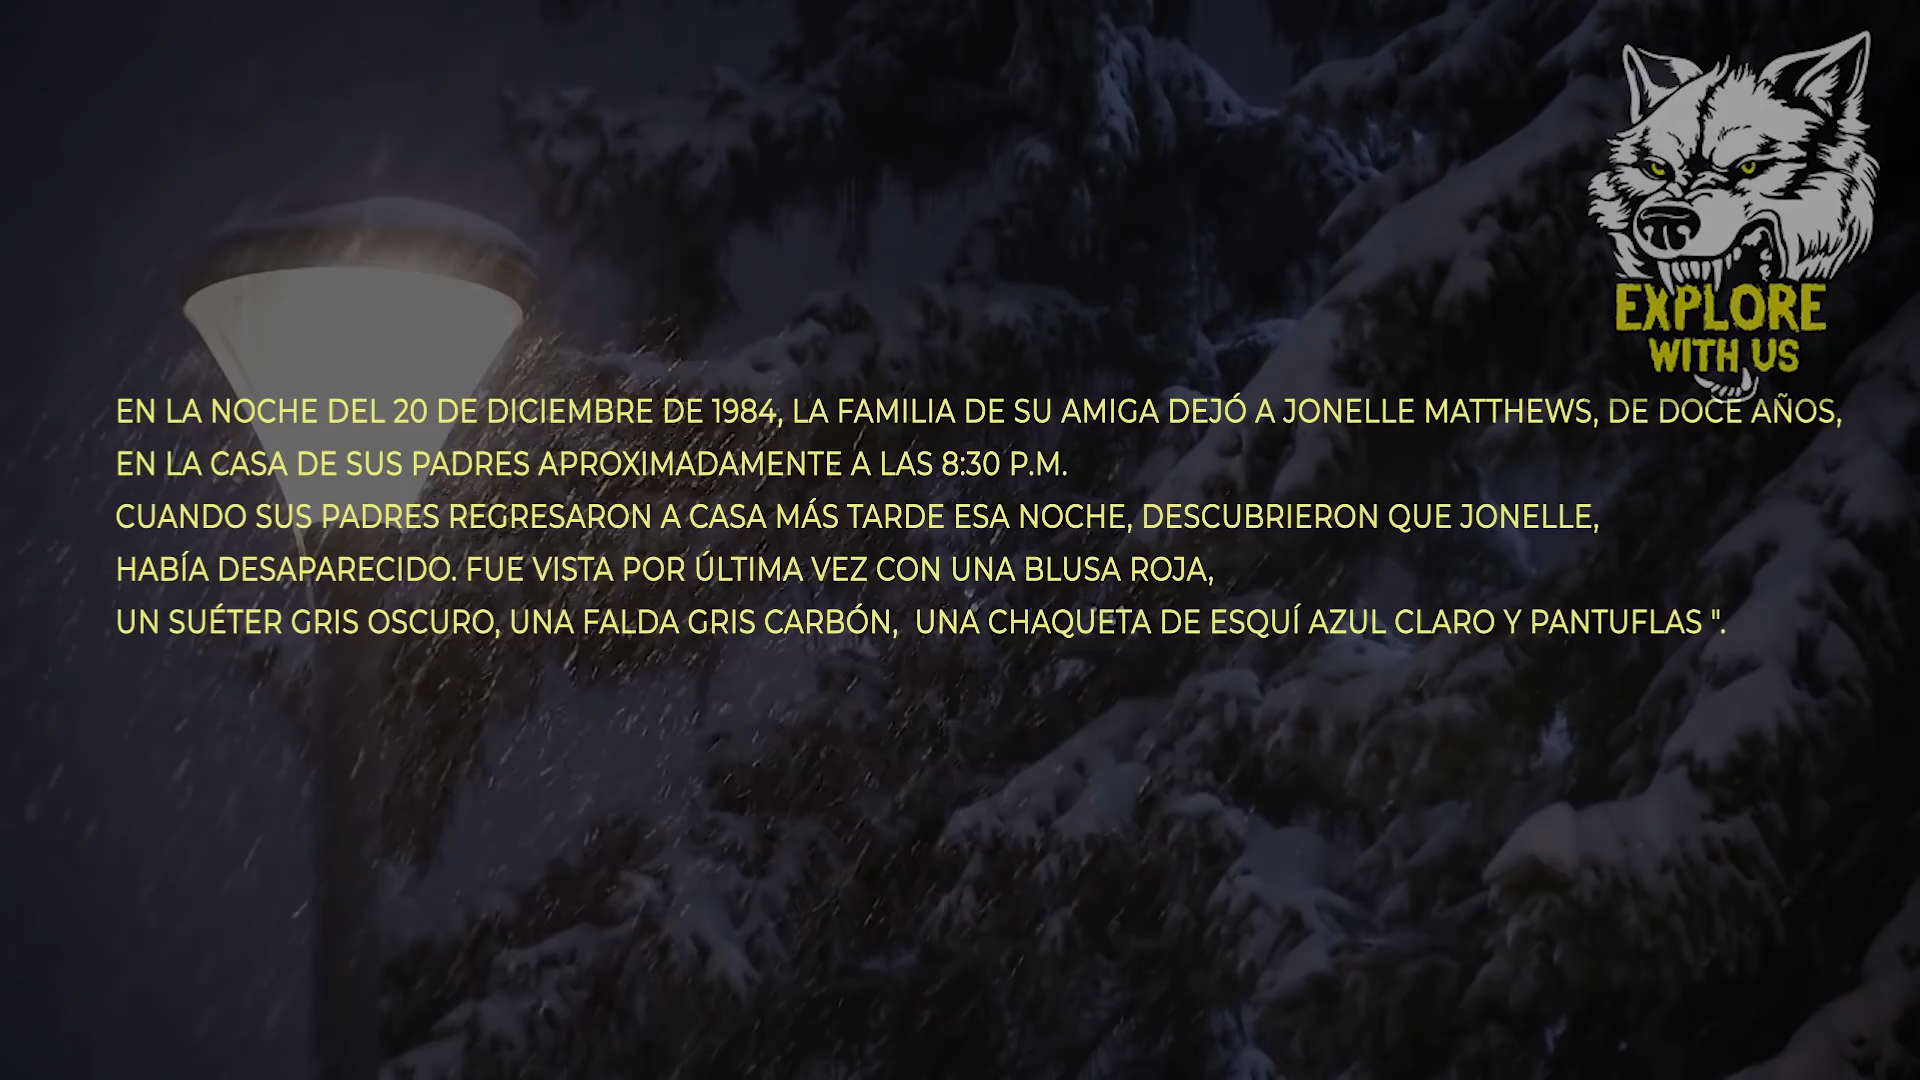 EXPLORE
WITH US
EN LA NOCHE DEL 20 DE DICIEMBRE DE 1984, LA FAMILIA DE SU AMIGA DEJÓ A JONELLE MATTHEWS, DE DOCE AÑOS,
EN LA CASA DE SUS PADRES APROXIMADAMENTE A LAS 8:30 P.M.
CUANDO SUS PADRES REGRESARON A CASA MÁS TARDE ESA NOCHE, DESCUBRIERON QUE JONELLE,
HABÍA DESAPARECIDO. FUE VISTA POR ÚLTIMA VEZ CON UNA BLUSA ROJA,
UN SUÉTER GRIS OSCURO, UNA FALDA GRIS CARBÓN,  UNA CHAQUETA DE ESQUÍ AZUL CLARO Y PANTUFLAS ".